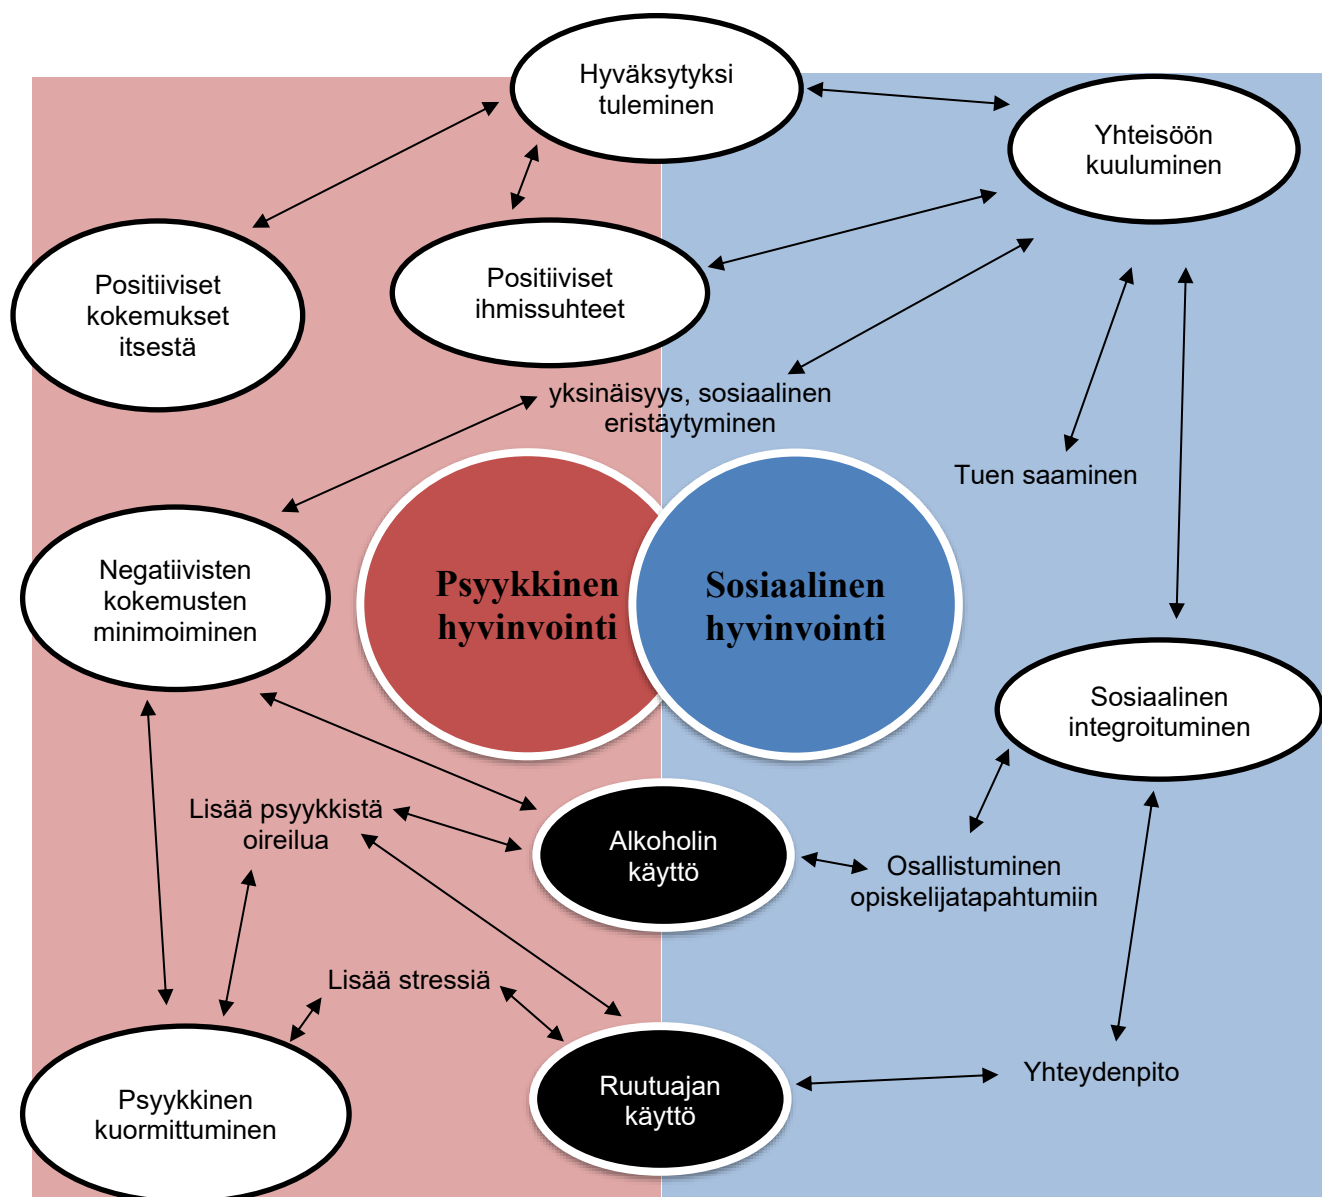 Hyväksytyksi
tuleminen
Yhteisöön
kuuluminen
Positiiviset
kokemukset
itsestä
Positiiviset
ihmissuhteet
yksinäisyys, sosiaalinen
eristäytyminen
Tuen saaminen
Negatiivisten
kokemusten
minimoiminen
Psyykkinen
hyvinvointi
Sosiaalinen
hyvinvointi
Sosiaalinen
integroituminen
Lisää psyykkistä
oireilua
Alkoholin
käyttö
Osallistuminen
opiskelijatapahtumiin
Lisää stressiä
Psyykkinen
kuormittuminen
Ruutuajan
käyttö
Yhteydenpito